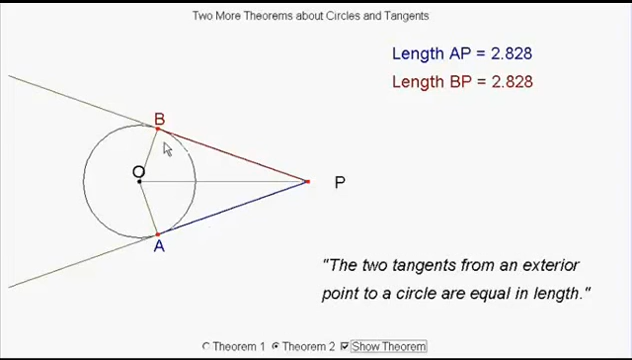 Two More Theorems about Circles and Tangents
Length AP = 2.828
Length BP = 2.828
B
O
P
A
"The two tangents from an exterior
point to a circle are equal in length."
Theorem 1 Theorem 2 Show Theorem